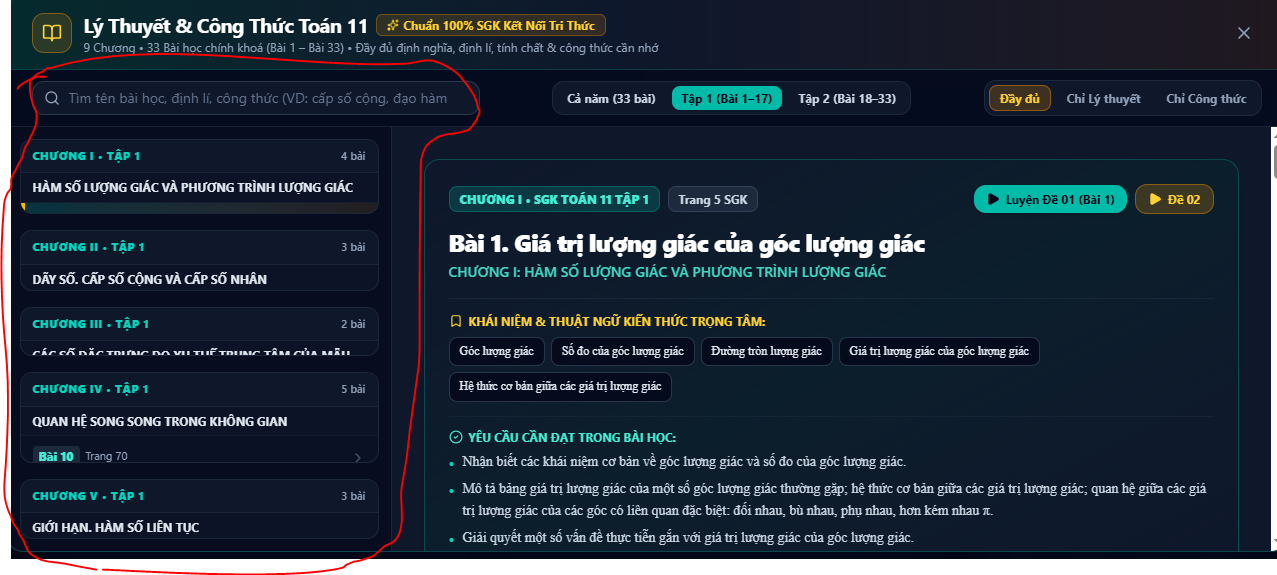 Lý Thuyết & Công Thức Toán 11
Chuẩn 100% SGK Kết Nối Tri Thức
9 Chương • 33 Bài học chính khoá (Bài 1 – Bài 33) • Đầy đủ định nghĩa, định lí, tính chất & công thức cần nhớ
Tìm tên bài học, định lí, công thức (VD: cấp số cộng, đạo hàm
Cả năm (33 bài)
Tập 1 (Bài 1–17)
Tập 2 (Bài 18–33)
Đầy đủ
Chỉ Lý thuyết
Chỉ Công thức
CHƯƠNG I • TẬP 1
4 bài
HÀM SỐ LƯỢNG GIÁC VÀ PHƯƠNG TRÌNH LƯỢNG GIÁC
CHƯƠNG II • TẬP 1
3 bài
DÃY SỐ. CẤP SỐ CỘNG VÀ CẤP SỐ NHÂN
CHƯƠNG III • TẬP 1
2 bài
CÁC SỐ ĐẶC TRƯNG ĐO XU THẾ TRUNG TÂM CỦA MẪU
CHƯƠNG IV • TẬP 1
5 bài
QUAN HỆ SONG SONG TRONG KHÔNG GIAN
Bài 10
Trang 70
CHƯƠNG V • TẬP 1
3 bài
GIỚI HẠN. HÀM SỐ LIÊN TỤC
CHƯƠNG I • SGK TOÁN 11 TẬP 1
Trang 5 SGK
Luyện Đề 01 (Bài 1)
Đề 02
Bài 1. Giá trị lượng giác của góc lượng giác
CHƯƠNG I: HÀM SỐ LƯỢNG GIÁC VÀ PHƯƠNG TRÌNH LƯỢNG GIÁC
KHÁI NIỆM & THUẬT NGỮ KIẾN THỨC TRỌNG TÂM:
Góc lượng giác
Số đo của góc lượng giác
Đường tròn lượng giác
Giá trị lượng giác của góc lượng giác
Hệ thức cơ bản giữa các giá trị lượng giác
YÊU CẦU CẦN ĐẠT TRONG BÀI HỌC:
• Nhận biết các khái niệm cơ bản về góc lượng giác và số đo của góc lượng giác.
• Mô tả bảng giá trị lượng giác của một số góc lượng giác thường gặp; hệ thức cơ bản giữa các giá trị lượng giác; quan hệ giữa các giá
trị lượng giác của các góc có liên quan đặc biệt: đối nhau, bù nhau, phụ nhau, hơn kém nhau π.
• Giải quyết một số vấn đề thực tiễn gắn với giá trị lượng giác của góc lượng giác.